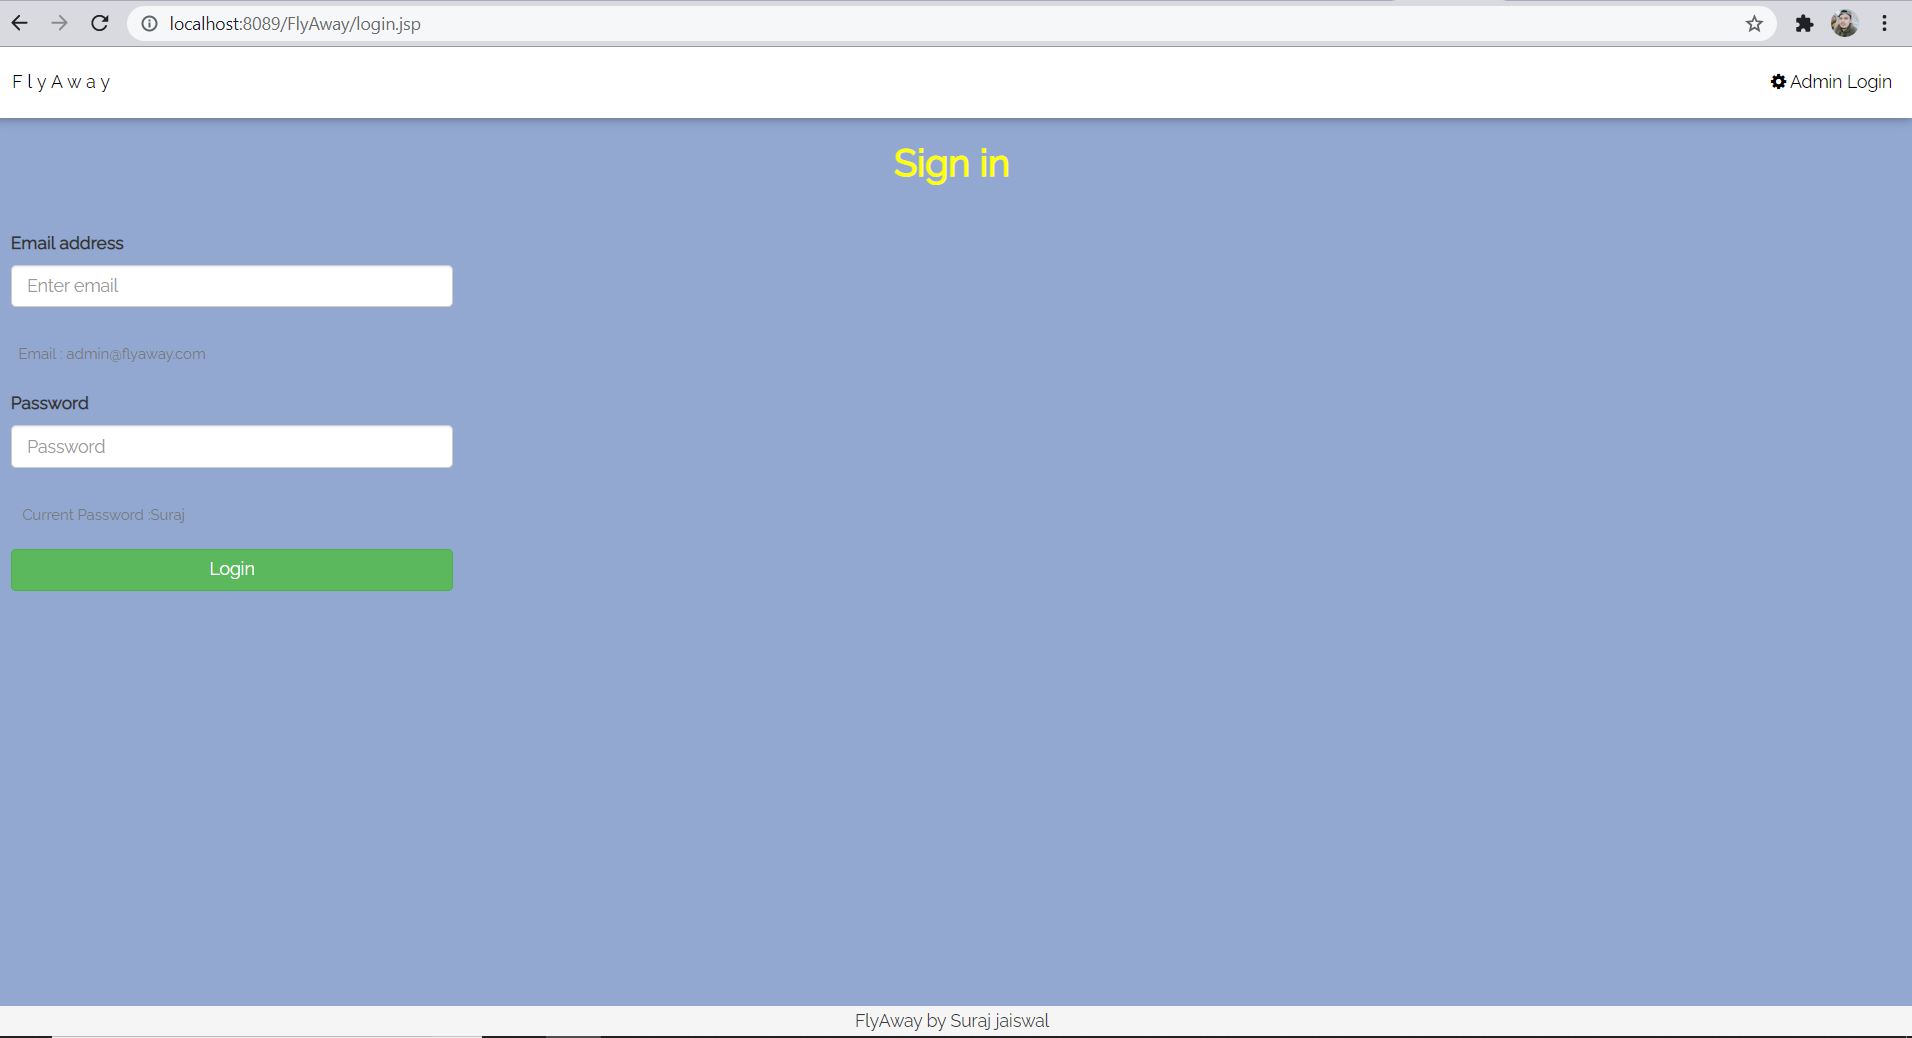 localhost:8089/FlyAway/login.jsp
F l y A w a y
Admin Login
Sign in
Email address
Enter email
Email : admin@flyaway.com
Password
Password
Current Password :Suraj
Login
FlyAway by Suraj jaiswal